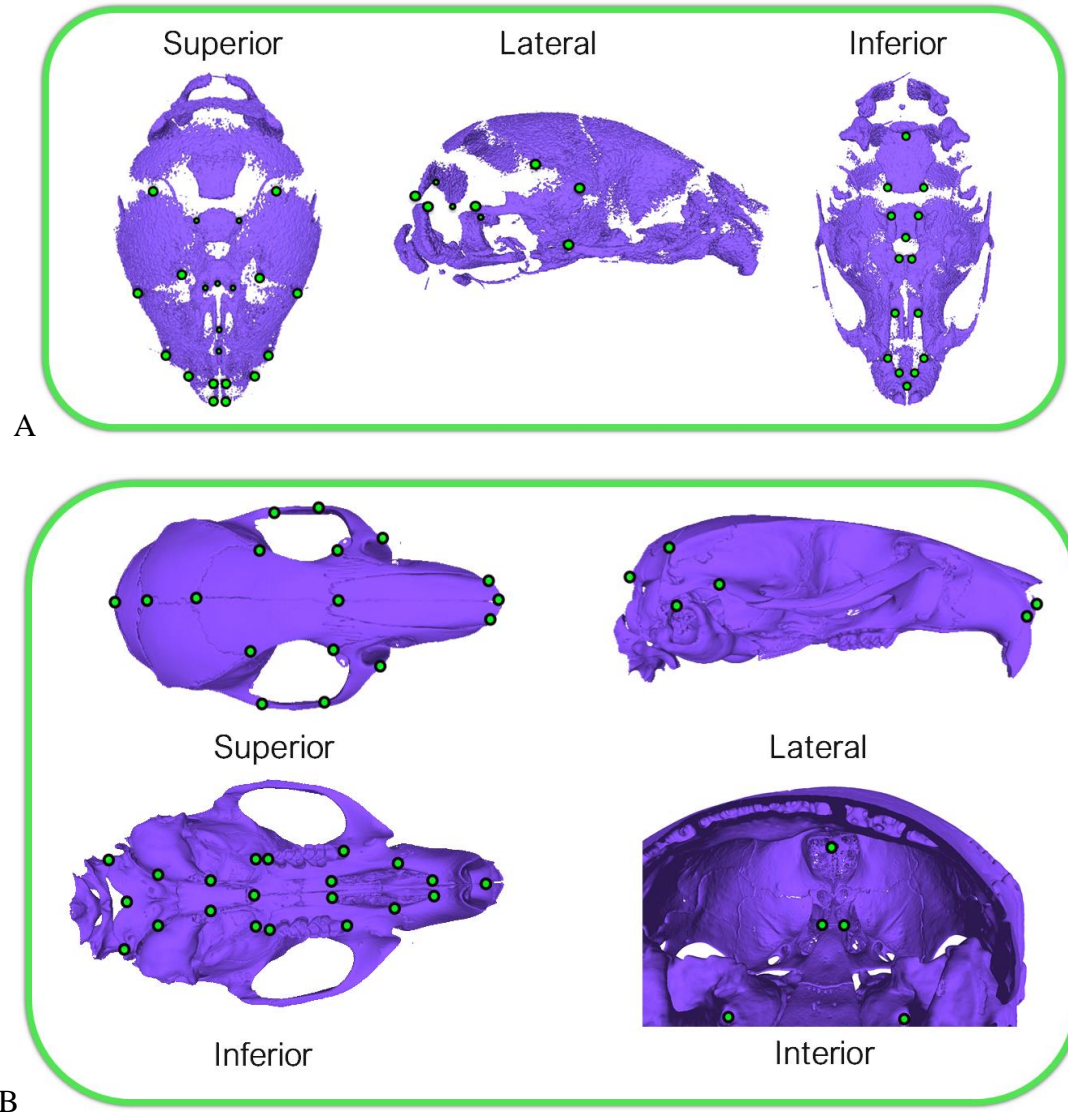 Superior
Lateral
Inferior
A
Superior
Lateral
Inferior
Interior
B